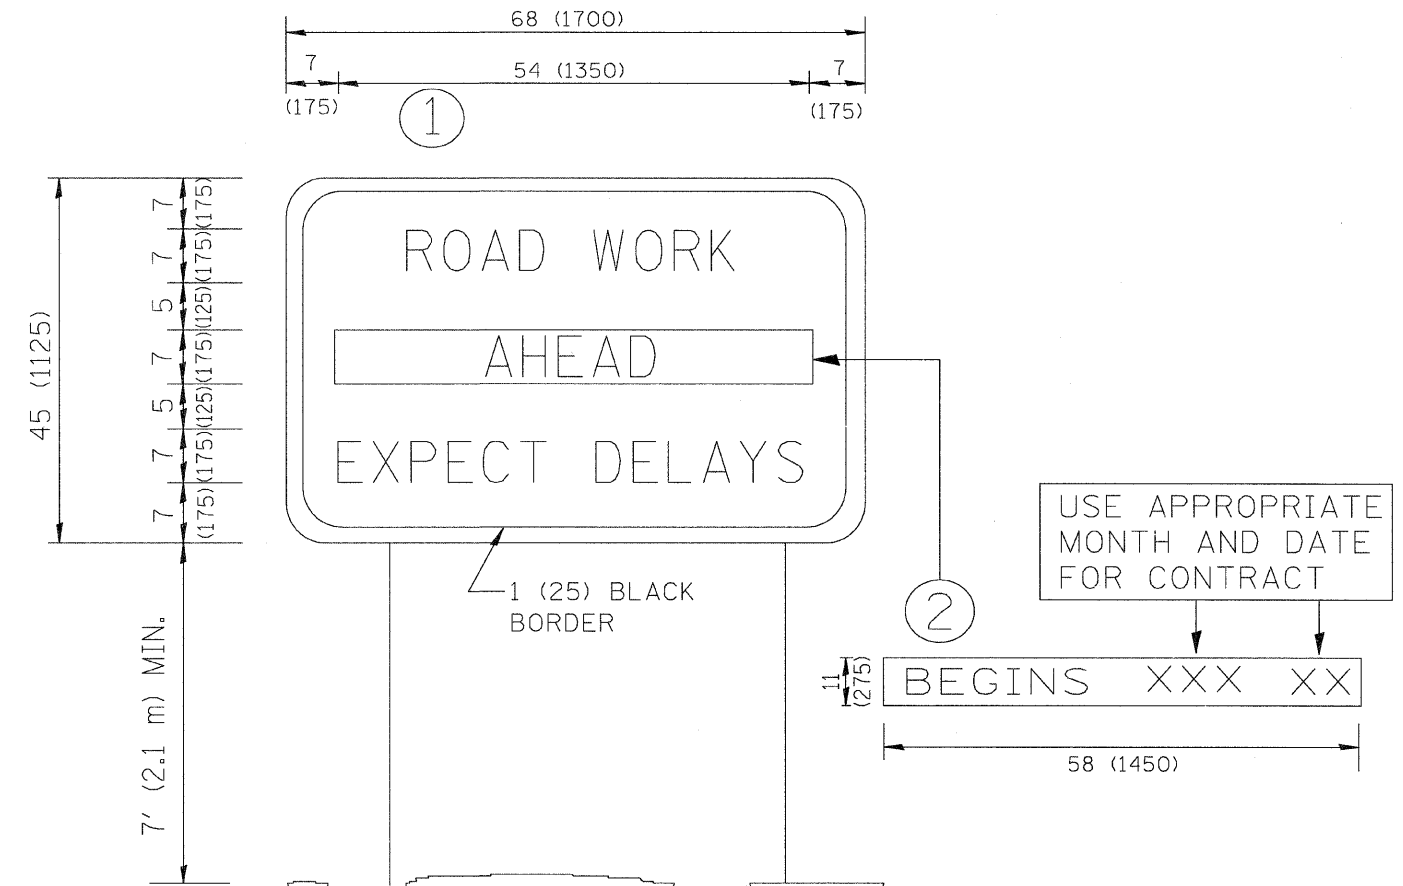 68 (1700)
7
54 (1350)
7
(175)
(175)
1
7
(175)
7
(175)
5
(125)
7
(175)
5
(125)
7
(175)
7
(175)
45 (1125)
ROAD WORK
AHEAD
EXPECT DELAYS
1 (25) BLACK
BORDER
7' (2.1 m) MIN.
2
USE APPROPRIATE
MONTH AND DATE
FOR CONTRACT
11
(275)
BEGINS XXX XX
58 (1450)